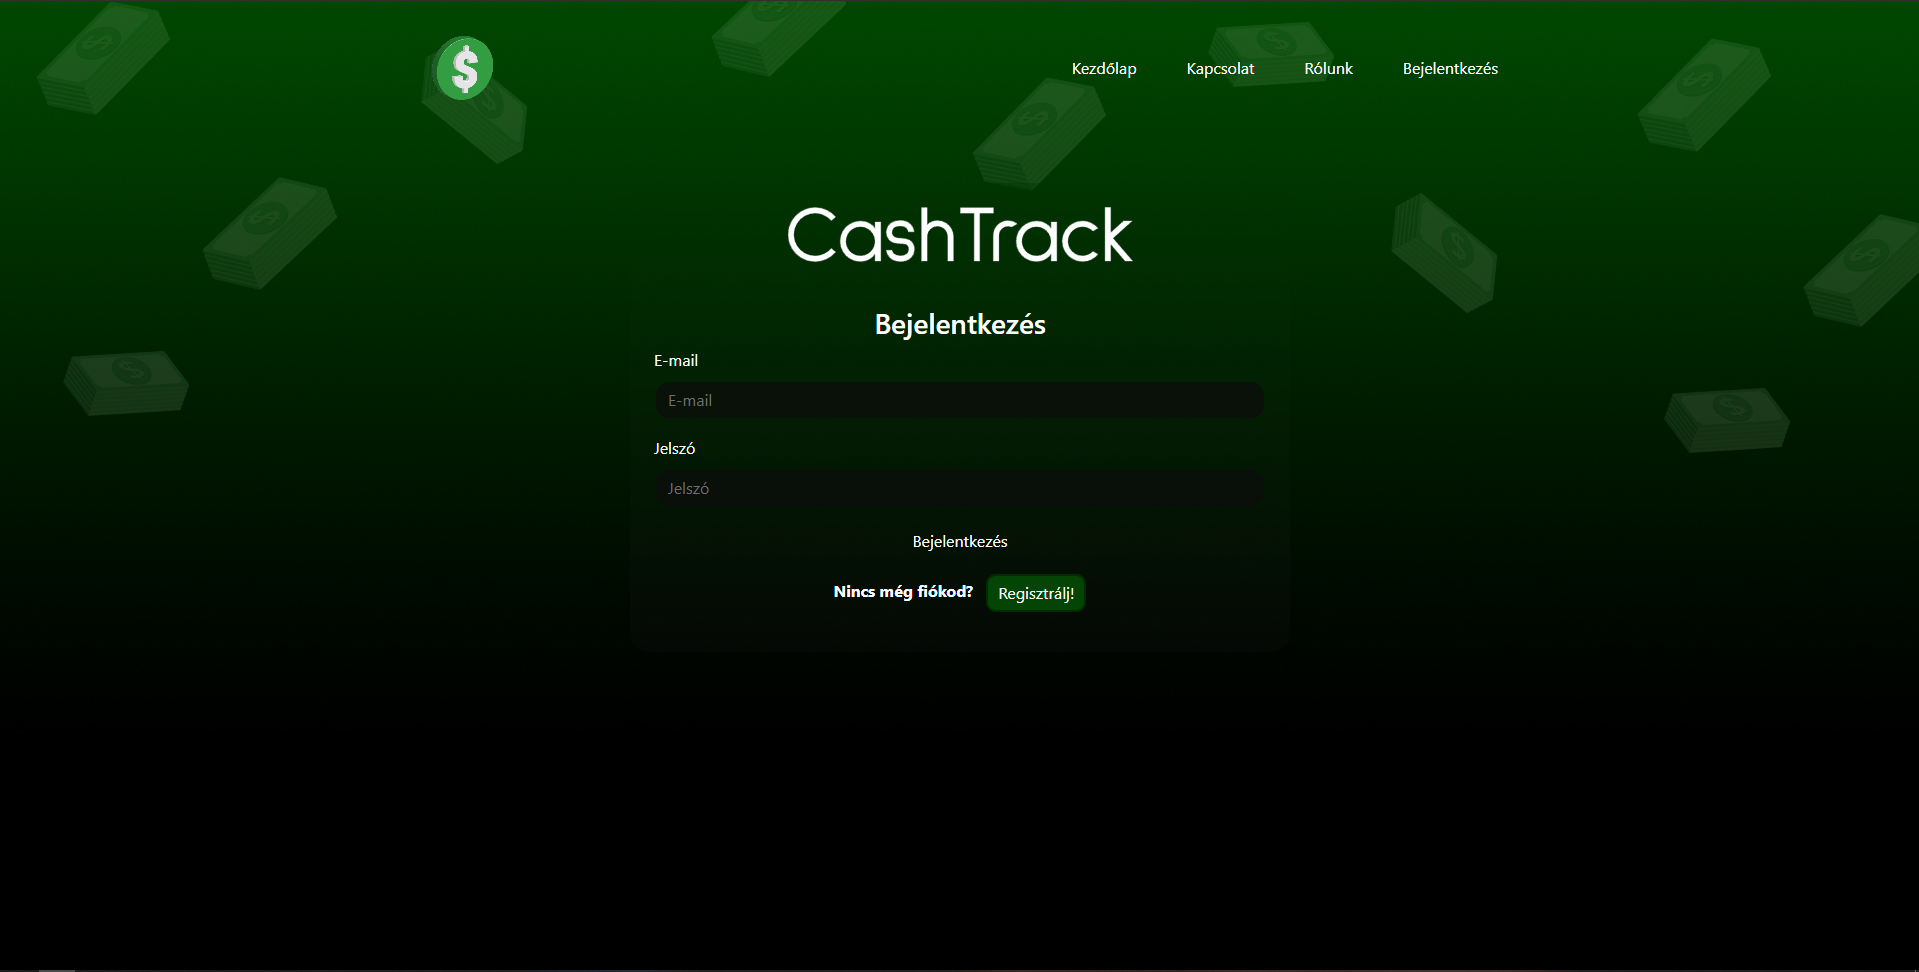 $
Kezdőlap Kapcsolat Rólunk Bejelentkezés
CashTrack
Bejelentkezés
E-mail
E-mail
Jelszó
Jelszó
Bejelentkezés
Nincs még fiókod? Regisztrálj!